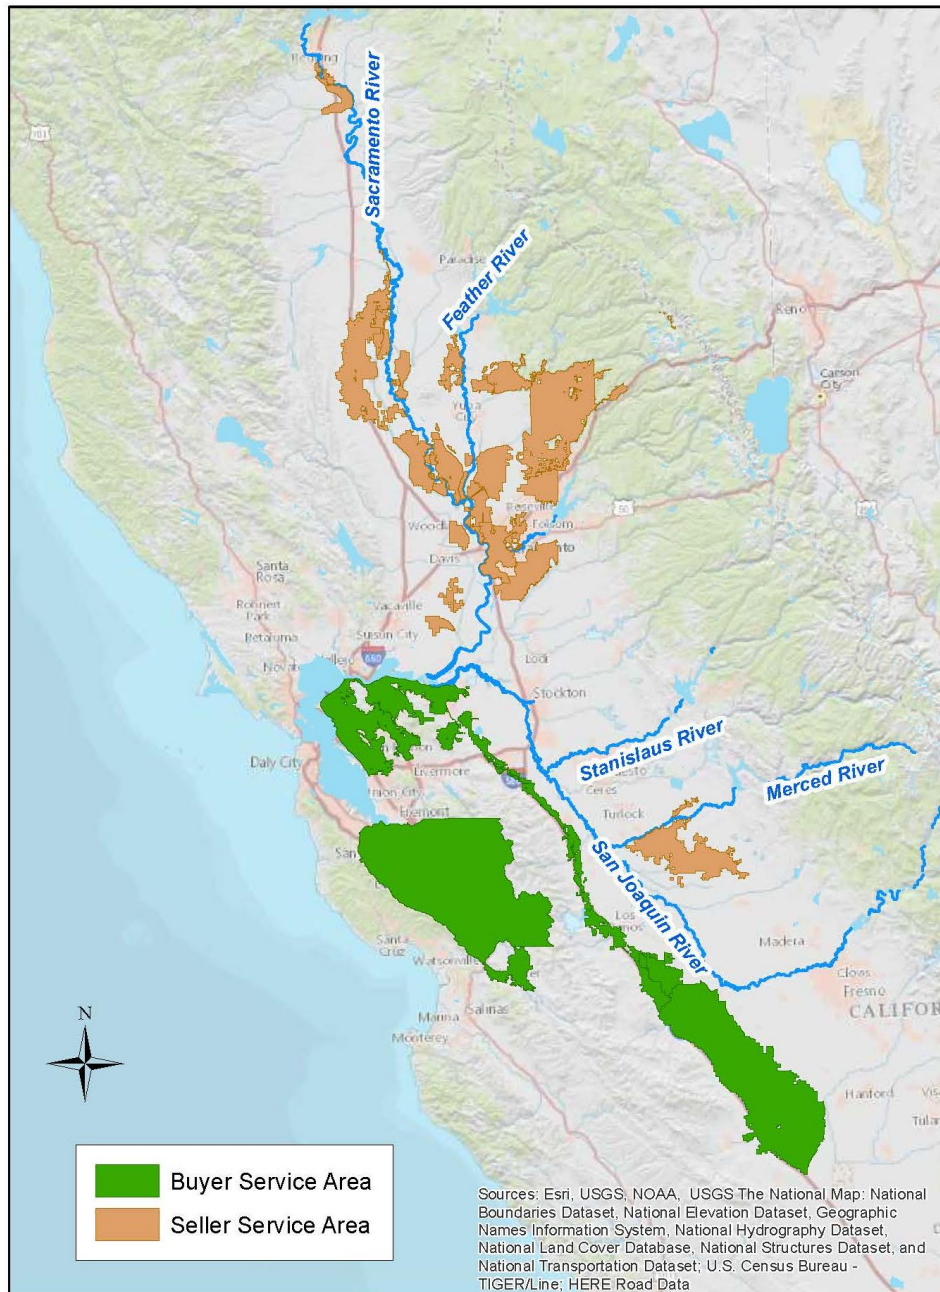 101
Redding
Sacramento River
Paradise
Feather River
Reno
Carson
City
Yuba
City
Roseville
50
Folsom
Davis
Santa
Rosa
Vacaville
Rohnert
Park
Petaluma
Suisun City
680
Lodi
Stockton
Daly City
Livermore
Stanislaus River
Ceres
Merced River
Union City
Turlock
Fremont
San Joaquin River
Los
Santa
Cruz
Madera
Watsonville
Clovis
Fresno
Salinas
Marina
CALIFOR
N
Monterey
Hanford
Buyer Service Area
Seller Service Area
Sources: Esri, USGS, NOAA, USGS The National Map: National
Boundaries Dataset, National Elevation Dataset, Geographic
Names Information System, National Hydrography Dataset,
National Land Cover Database, National Structures Dataset, and
National Transportation Dataset; U.S. Census Bureau -
TIGER/Line; HERE Road Data